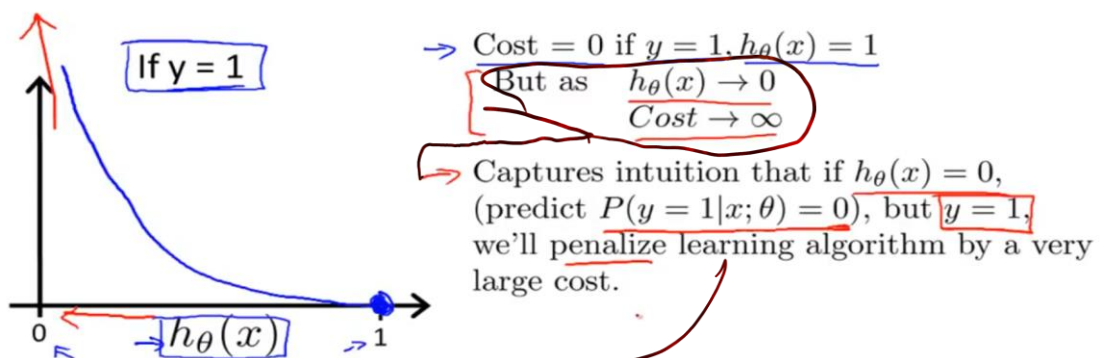 If y = 1
0
hθ(x)
1
Cost = 0 if y = 1, hθ(x) = 1
But as hθ(x) → 0
Cost → ∞
Captures intuition that if hθ(x) = 0,
(predict P(y = 1|x; θ) = 0), but y = 1,
we'll penalize learning algorithm by a very
large cost.